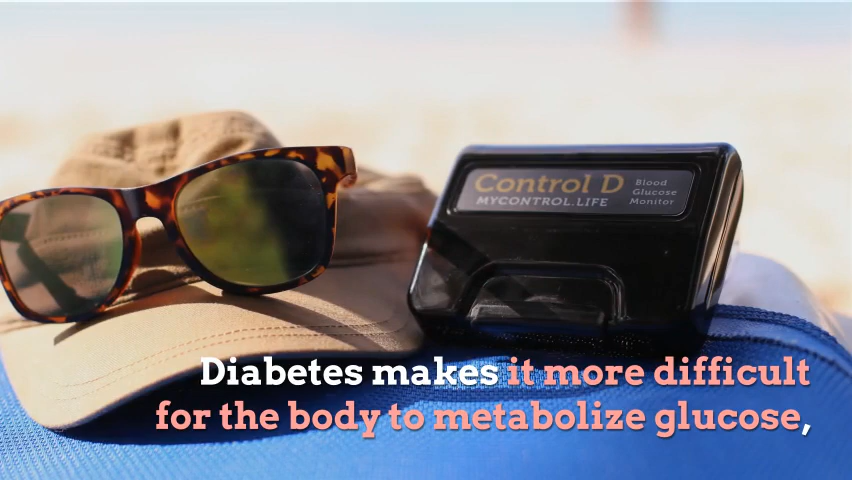 Control D
MYCONTROL.LIFE
Blood
Glucose
Monitor
Diabetes makes it more difficult
for the body to metabolize glucose,